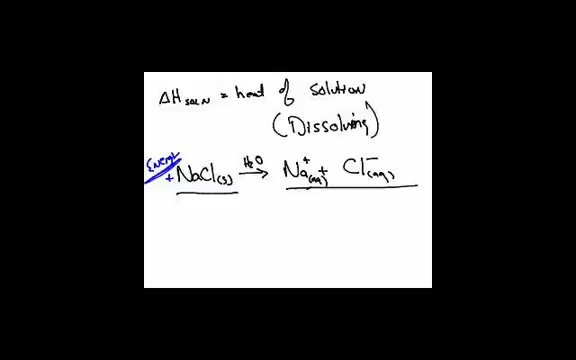 ΔH soln = heat of solution
(Dissolving)
Energy + NaCl(s) H₂O → Na⁺(aq) + Cl⁻(aq)